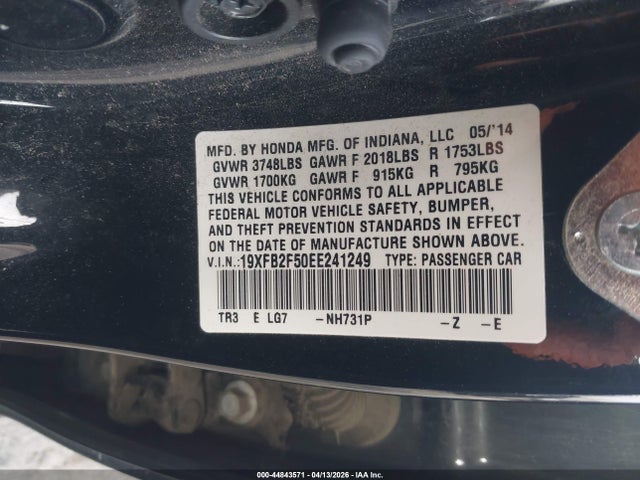 MFD. BY HONDA MFG. OF INDIANA, LLC 05/'14
GVWR 3748LBS GAWR F 2018LBS R 1753LBS
GVWR 1700KG GAWR F 915KG R 795KG
THIS VEHICLE CONFORMS TO ALL APPLICABLE
FEDERAL MOTOR VEHICLE SAFETY, BUMPER,
AND THEFT PREVENTION STANDARDS IN EFFECT
ON THE DATE OF MANUFACTURE SHOWN ABOVE.
V.I.N.:19XFB2F50EE241249 TYPE: PASSENGER CAR
TR3 E LG7 -NH731P -Z -E
000-44843571 04/13/2026 IAA Inc.